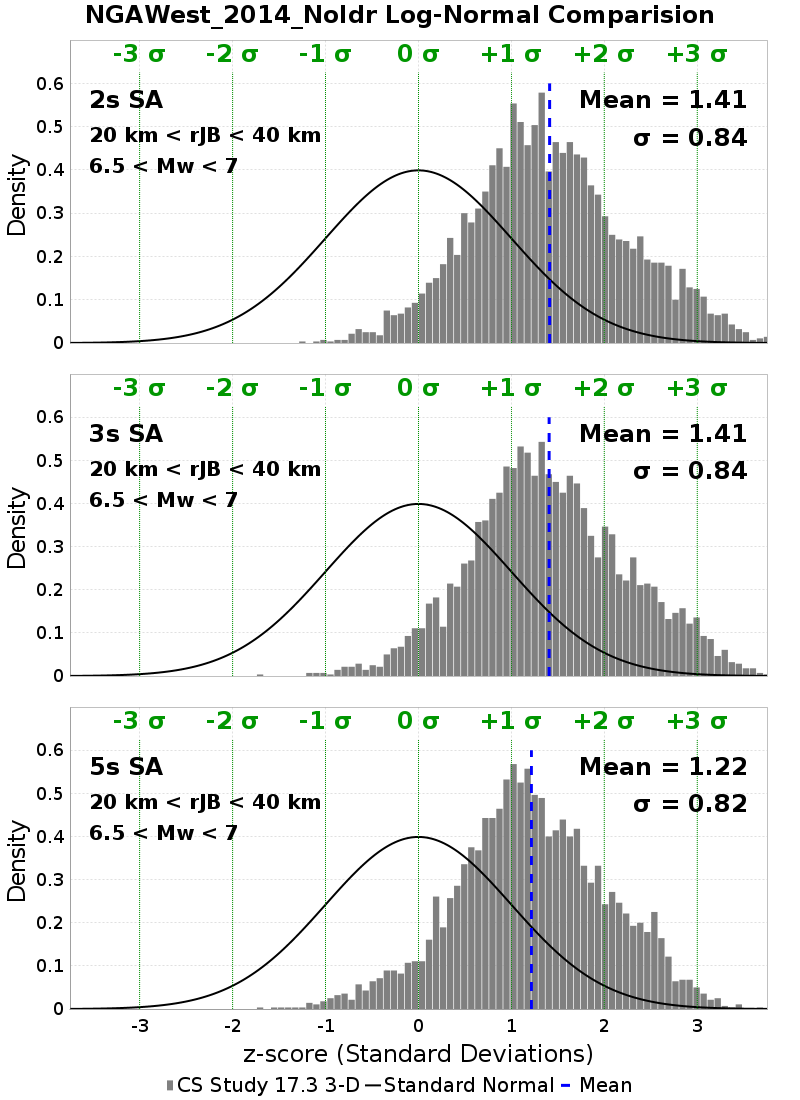 NGAWest_2014_NoIdr Log-Normal Comparision
-3 σ -2 σ -1 σ 0 σ +1 σ +2 σ +3 σ
0.6
2s SA Mean = 1.41
0.5
20 km < rJB < 40 km σ = 0.84
6.5 < Mw < 7
0.4
Density
0.3
0.2
0.1
0
-3 σ -2 σ -1 σ 0 σ +1 σ +2 σ +3 σ
0.6
3s SA Mean = 1.41
0.5
20 km < rJB < 40 km σ = 0.84
6.5 < Mw < 7
0.4
Density
0.3
0.2
0.1
0
-3 σ -2 σ -1 σ 0 σ +1 σ +2 σ +3 σ
0.6
5s SA Mean = 1.22
0.5
20 km < rJB < 40 km σ = 0.82
6.5 < Mw < 7
0.4
Density
0.3
0.2
0.1
0
-3 -2 -1 0 1 2 3
z-score (Standard Deviations)
CS Study 17.3 3-D Standard Normal Mean